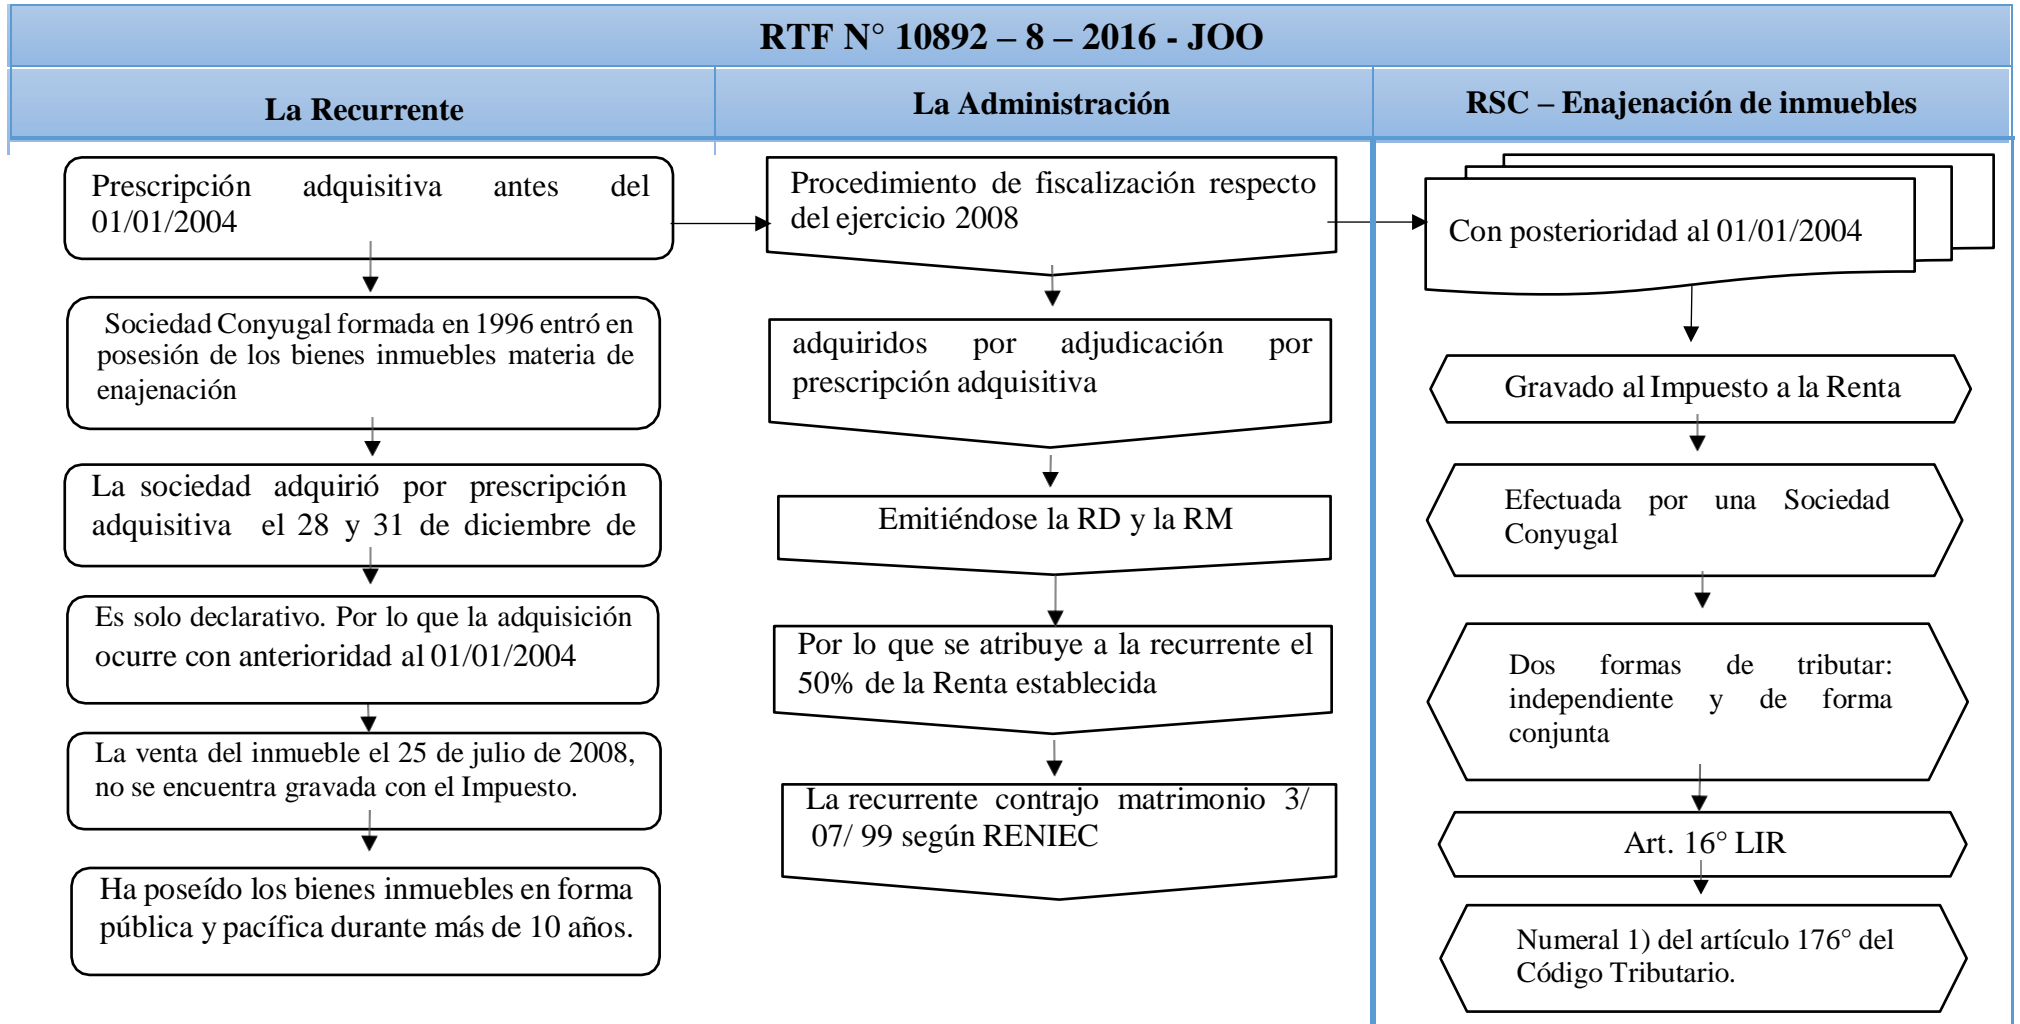 RTF N° 10892 – 8 – 2016 - JOO
La Recurrente
La Administración
RSC – Enajenación de inmuebles
Prescripción adquisitiva antes del
01/01/2004
Sociedad Conyugal formada en 1996 entró en
posesión de los bienes inmuebles materia de
enajenación
La sociedad adquirió por prescripción
adquisitiva el 28 y 31 de diciembre de
Es solo declarativo. Por lo que la adquisición
ocurre con anterioridad al 01/01/2004
La venta del inmueble el 25 de julio de 2008,
no se encuentra gravada con el Impuesto.
Ha poseído los bienes inmuebles en forma
pública y pacífica durante más de 10 años.
Procedimiento de fiscalización respecto
del ejercicio 2008
adquiridos por adjudicación por
prescripción adquisitiva
Emitiéndose la RD y la RM
Por lo que se atribuye a la recurrente el
50% de la Renta establecida
La recurrente contrajo matrimonio 3/
07/ 99 según RENIEC
Con posterioridad al 01/01/2004
Gravado al Impuesto a la Renta
Efectuada por una Sociedad
Conyugal
Dos formas de tributar:
independiente y de forma
conjunta
Art. 16° LIR
Numeral 1) del artículo 176° del
Código Tributario.